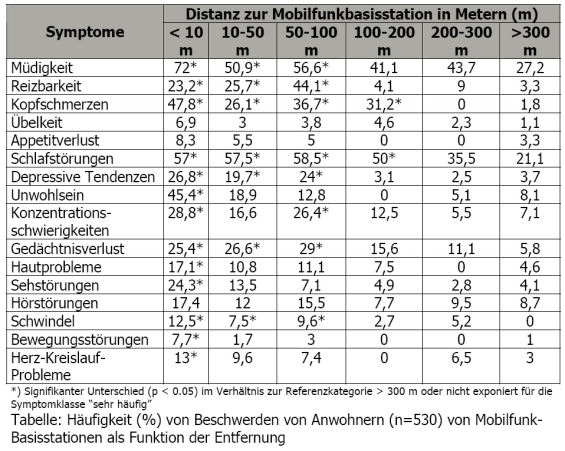 Symptome Distanz zur Mobilfunkbasisstation in Metern (m)
< 10 m 10-50 m 50-100 m 100-200 m 200-300 m >300 m
Müdigkeit 72* 50,9* 56,6* 41,1 43,7 27,2
Reizbarkeit 23,2* 25,7* 44,1* 4,1 9 3,3
Kopfschmerzen 47,8* 26,1* 36,7* 31,2* 0 1,8
Übelkeit 6,9 3 3,8 4,6 2,3 1,1
Appetitverlust 8,3 5,5 5 0 0 3,3
Schlafstörungen 57* 57,5* 58,5* 50* 35,5 21,1
Depressive Tendenzen 26,8* 19,7* 24* 3,1 2,5 3,7
Unwohlsein 45,4* 18,9 12,8 0 5,1 8,1
Konzentrations- 28,8* 16,6 26,4* 12,5 5,5 7,1
schwierigkeiten
Gedächtnisverlust 25,4* 26,6* 29* 15,6 11,1 5,8
Hautprobleme 17,1* 10,8 11,1 7,5 0 4,6
Sehstörungen 24,3* 13,5 7,1 4,9 2,8 4,1
Hörstörungen 17,4 12 15,5 7,7 9,5 8,7
Schwindel 12,5* 7,5* 9,6* 2,7 5,2 0
Bewegungsstörungen 7,7* 1,7 3 0 0 1
Herz-Kreislauf- 13* 9,6 7,4 0 6,5 3
Probleme
*) Signifikanter Unterschied (p < 0.05) im Verhältnis zur Referenzkategorie > 300 m oder nicht exponiert für die
Symptomklasse "sehr häufig"
Tabelle: Häufigkeit (%) von Beschwerden von Anwohnern (n=530) von Mobilfunk-
Basisstationen als Funktion der Entfernung